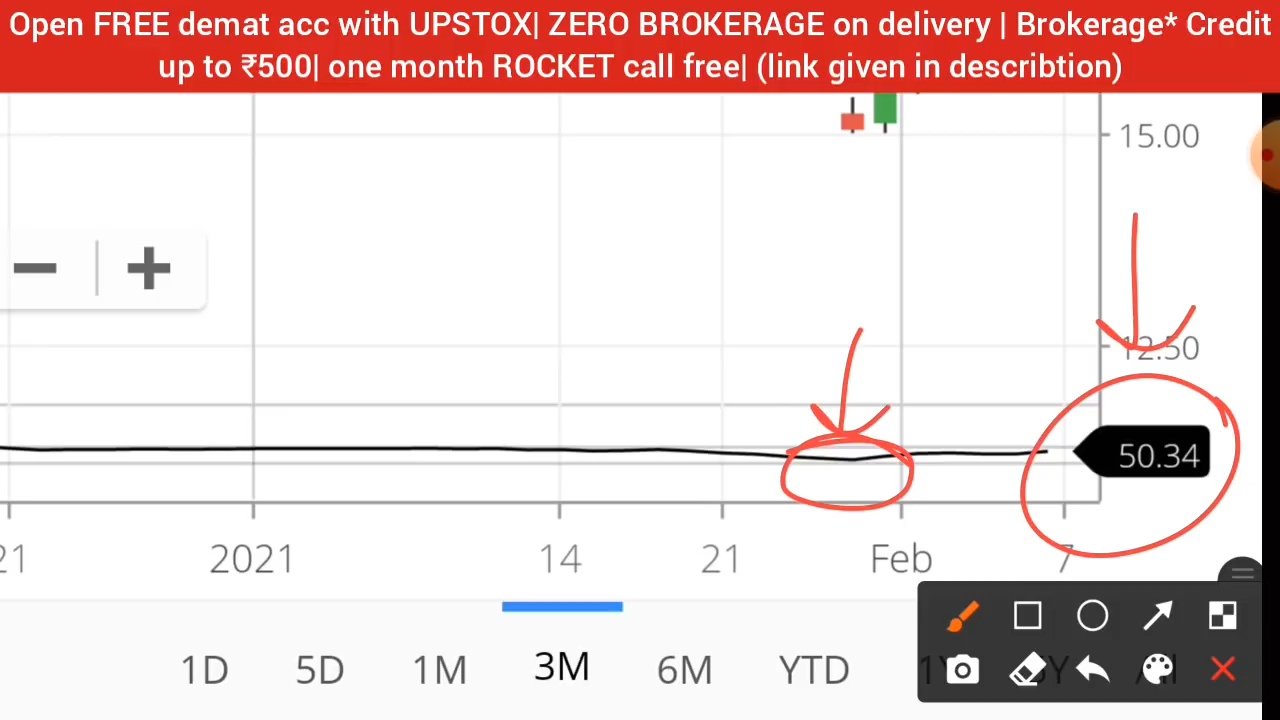 Open FREE demat acc with UPSTOX| ZERO BROKERAGE on delivery | Brokerage* Credit
up to ₹500| one month ROCKET call free| (link given in describtion)
15.00
12.50
50.34
21 2021 14 21 Feb 7
1D 5D 1M 3M 6M YTD